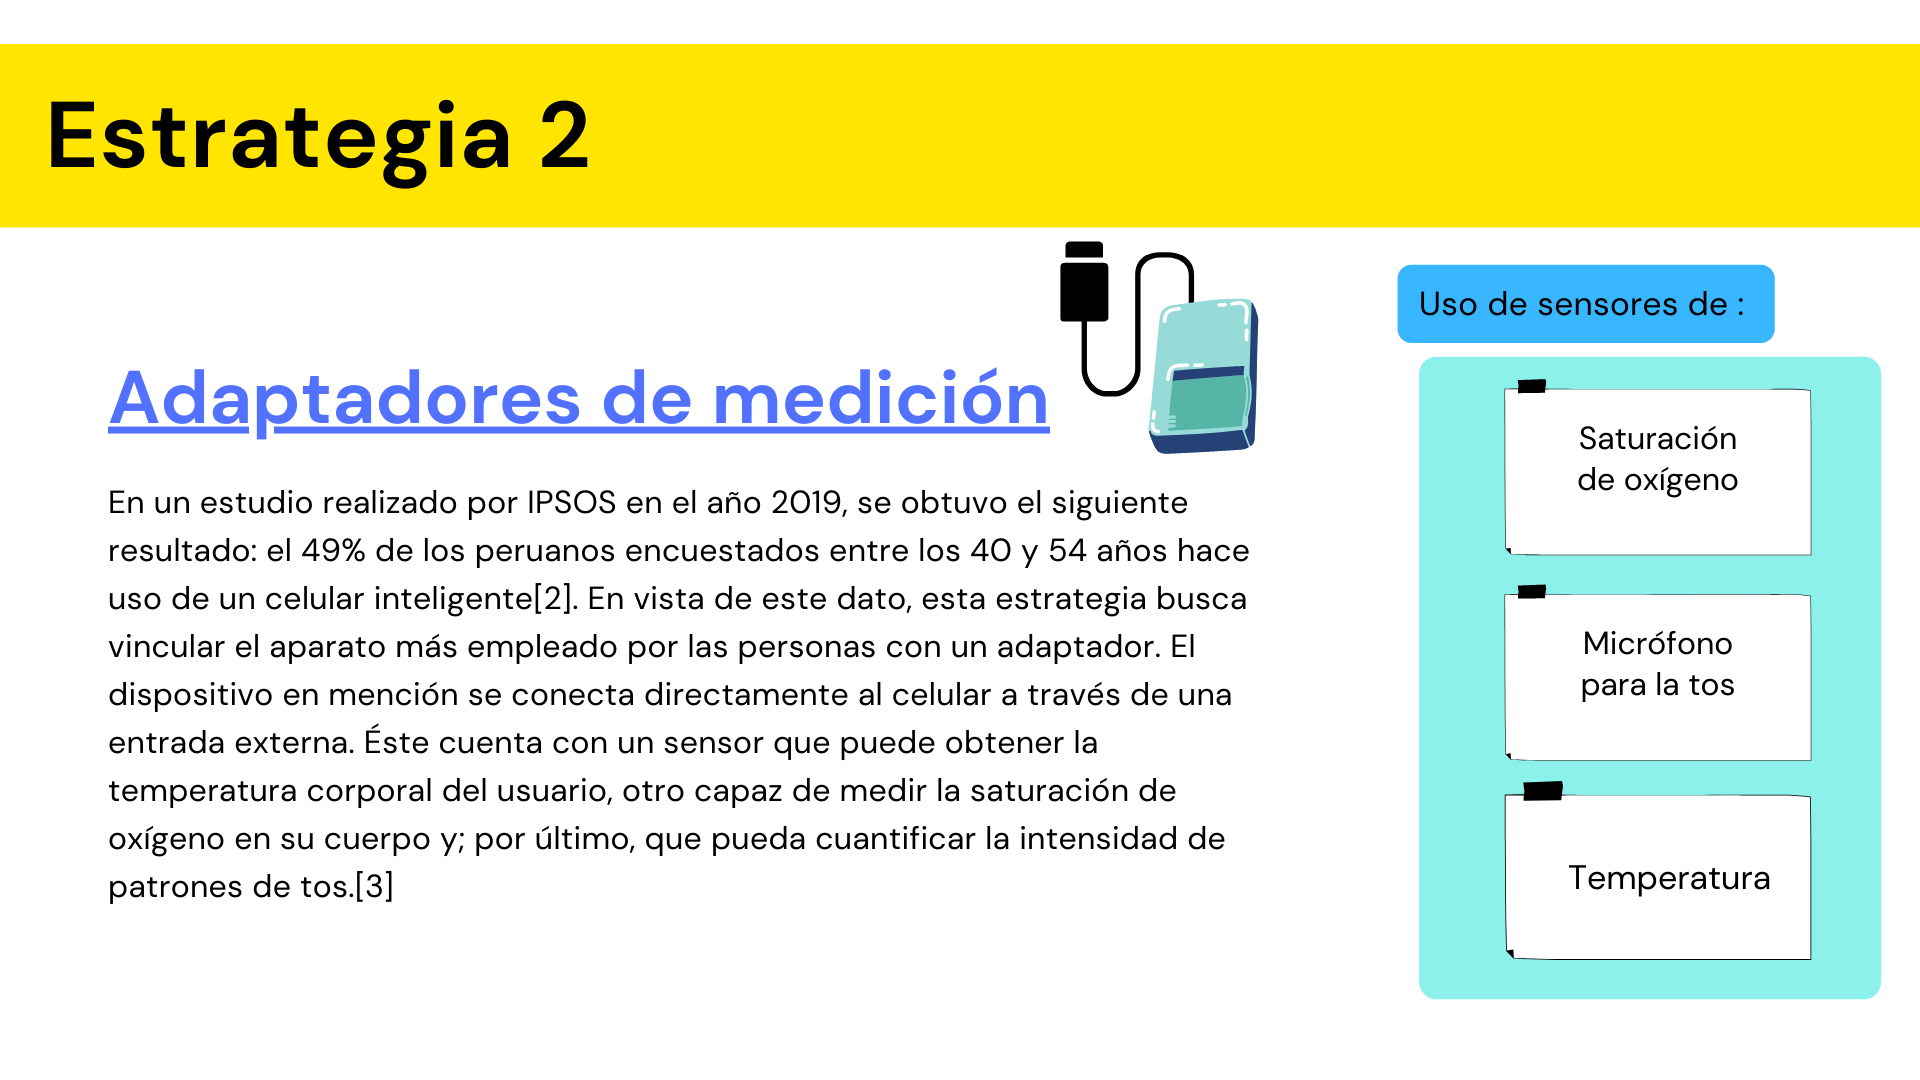 Estrategia 2
Adaptadores de medición
En un estudio realizado por IPSOS en el año 2019, se obtuvo el siguiente
resultado: el 49% de los peruanos encuestados entre los 40 y 54 años hace
uso de un celular inteligente[2]. En vista de este dato, esta estrategia busca
vincular el aparato más empleado por las personas con un adaptador. El
dispositivo en mención se conecta directamente al celular a través de una
entrada externa. Éste cuenta con un sensor que puede obtener la
temperatura corporal del usuario, otro capaz de medir la saturación de
oxígeno en su cuerpo y; por último, que pueda cuantificar la intensidad de
patrones de tos.[3]
Uso de sensores de :
Saturación
de oxígeno
Micrófono
para la tos
Temperatura